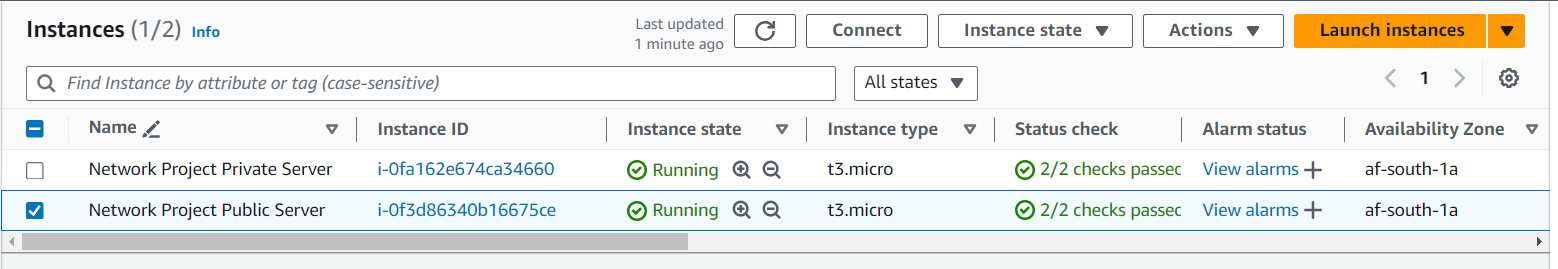 Instances (1/2) Info
Last updated
1 minute ago
Connect
Instance state
Actions
Launch instances
Find Instance by attribute or tag (case-sensitive)
All states
1
Name Instance ID Instance state Instance type Status check Alarm status Availability Zone
Network Project Private Server i-0fa162e674ca34660 Running t3.micro 2/2 checks passed View alarms + af-south-1a
Network Project Public Server i-0f3d86340b16675ce Running t3.micro 2/2 checks passed View alarms + af-south-1a